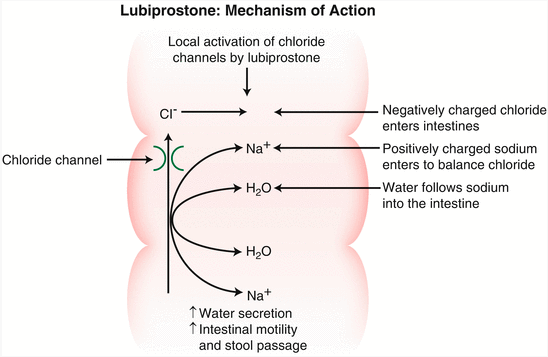 Lubiprostone: Mechanism of Action
Local activation of chloride
channels by lubiprostone
Cl-
Negatively charged chloride
enters intestines
Chloride channel
Na+
Positively charged sodium
enters to balance chloride
H2O
Water follows sodium
into the intestine
H2O
Na+
↑ Water secretion
↑ Intestinal motility
and stool passage